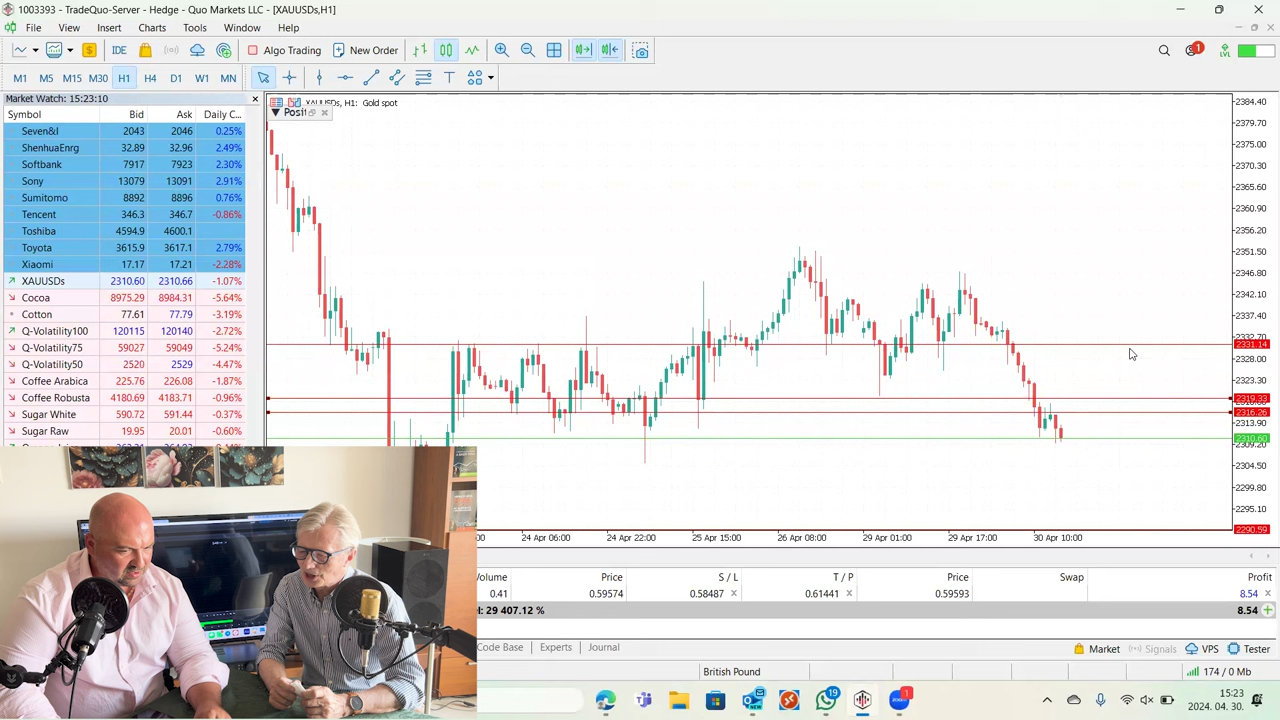 1003393 - TradeQuo-Server - Hedge - Quo Markets LLC - [XAUUSDs,H1]
File View Insert Charts Tools Window Help
IDE Algo Trading New Order 1 LVL
M1 M5 M15 M30 H1 H4 D1 W1 MN T
Market Watch: 15:23:10
Symbol Bid Ask Daily C...
Seven&I 2043 2046 0.25%
ShenhuaEnrg 32.89 32.96 2.49%
Softbank 7917 7923 2.30%
Sony 13079 13091 2.91%
Sumitomo 8892 8896 0.76%
Tencent 346.3 346.7 -0.86%
Toshiba 4594.9 4600.1
Toyota 3615.9 3617.1 2.79%
Xiaomi 17.17 17.21 -2.28%
XAUUSDs 2310.60 2310.66 -1.07%
Cocoa 8975.29 8984.31 -5.64%
Cotton 77.61 77.79 -3.19%
Q-Volatility100 120115 120140 -2.72%
Q-Volatility75 59027 59049 -5.24%
Q-Volatility50 2520 2529 -4.47%
Coffee Arabica 225.76 226.08 -1.87%
Coffee Robusta 4180.69 4183.71 -0.96%
Sugar White 590.72 591.44 -0.37%
Sugar Raw 19.95 20.01 -0.60%
XAUUSDs, H1: Gold spot
Posit
2384.40
2379.70
2375.00
2370.30
2365.60
2360.90
2356.20
2351.50
2346.80
2342.10
2337.40
2331.14
2328.00
2323.30
2319.33
2316.26
2313.90
2310.60
2304.50
2299.80
2295.10
2290.59
:00 24 Apr 06:00 24 Apr 22:00 25 Apr 15:00 26 Apr 08:00 29 Apr 01:00 29 Apr 17:00 30 Apr 10:00
olume Price S / L T / P Price Swap Profit
0.41 0.59574 0.58487 0.61441 0.59593 8.54
H: 29 407.12 % 8.54
Code Base Experts Journal Market Signals VPS Tester
British Pound 174 / 0 Mb
19 1
15:23
2024. 04. 30.